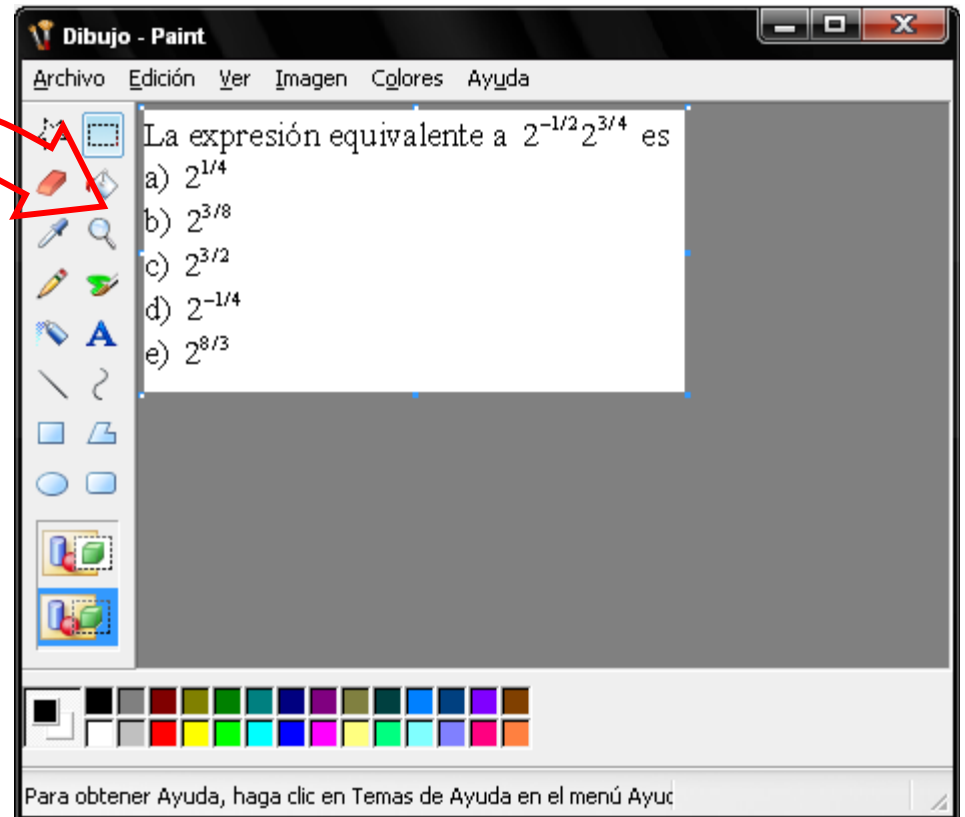 Dibujo - Paint
Archivo Edición Ver Imagen Colores Ayuda
La expresión equivalente a 2^{-1/2}2^{3/4} es
a) 2^{1/4}
b) 2^{3/8}
c) 2^{3/2}
d) 2^{-1/4}
e) 2^{8/3}
A
Para obtener Ayuda, haga clic en Temas de Ayuda en el menú Ayud